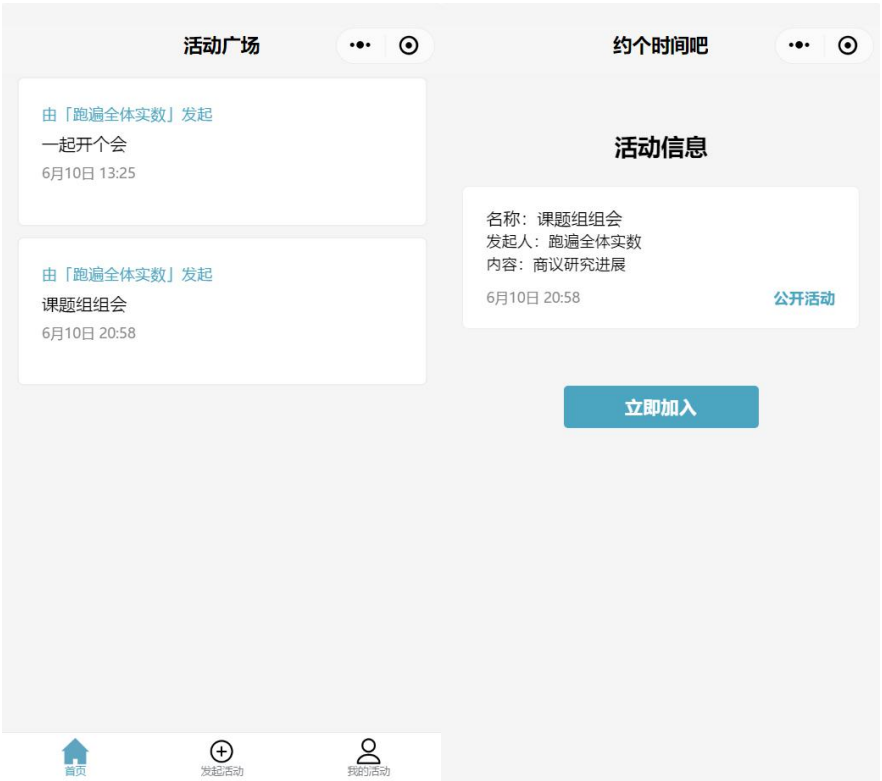 活动广场
由「跑遍全体实数」发起
一起开个会
6月10日 13:25
由「跑遍全体实数」发起
课题组组会
6月10日 20:58
首页
发起活动
我的活动
约个时间吧
活动信息
名称：课题组组会
发起人：跑遍全体实数
内容：商议研究进展
6月10日 20:58
公开活动
立即加入